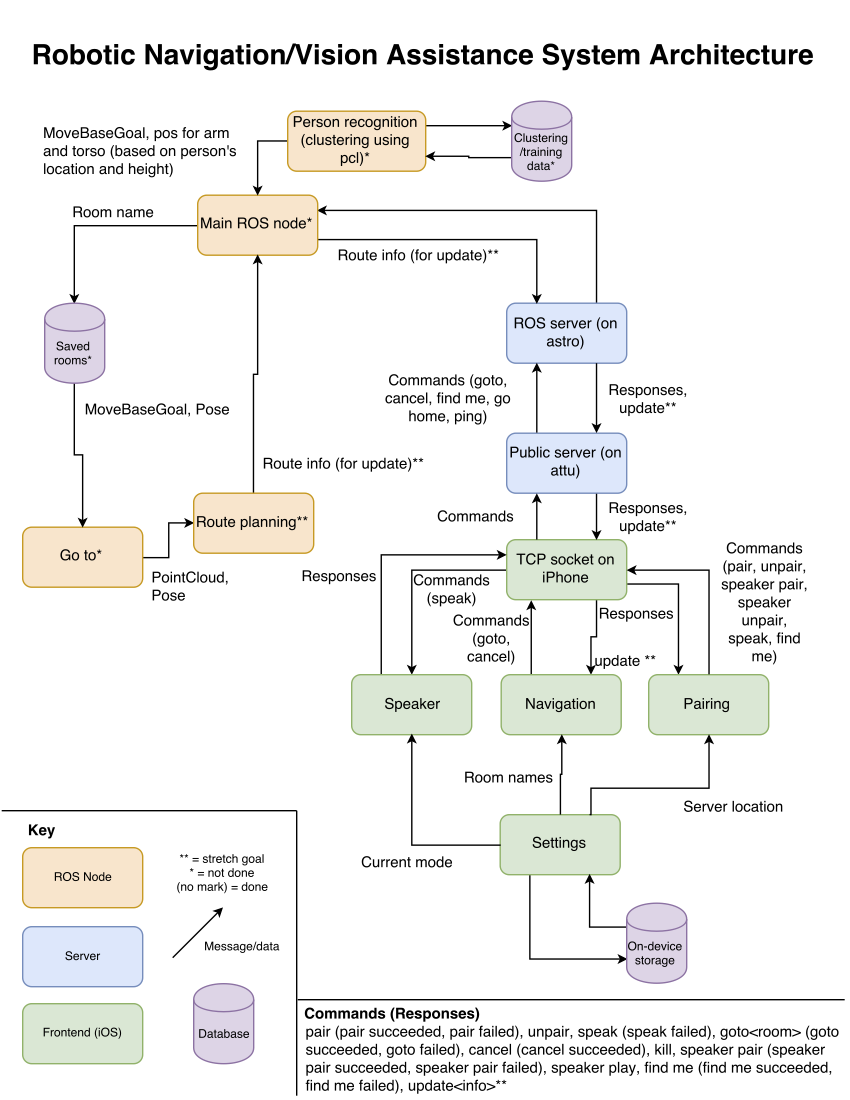 Robotic Navigation/Vision Assistance System Architecture
Person recognition
(clustering using
pcl)*
Clustering
/training
data*
MoveBaseGoal, pos for arm
and torso (based on person's
location and height)
Room name
Main ROS node*
Route info (for update)**
ROS server (on
astro)
Saved
rooms*
Commands (goto,
cancel, find me, go
home, ping)
Responses,
update**
MoveBaseGoal, Pose
Public server (on
attu)
Route info (for update)**
Route planning**
Commands
Responses,
update**
Go to*
PointCloud,
Pose
TCP socket on
iPhone
Responses
Commands
(speak)
Commands
(goto,
cancel)
Responses
update **
Commands
(pair, unpair,
speaker pair,
speaker
unpair,
speak, find
me)
Speaker
Navigation
Pairing
Room names
Server location
Settings
Current mode
On-device
storage
Key
ROS Node
** = stretch goal
* = not done
(no mark) = done
Server
Message/data
Frontend (iOS)
Database
Commands (Responses)
pair (pair succeeded, pair failed), unpair, speak (speak failed), goto<room> (goto
succeeded, goto failed), cancel (cancel succeeded), kill, speaker pair (speaker
pair succeeded, speaker pair failed), speaker play, find me (find me succeeded,
find me failed), update<info>**